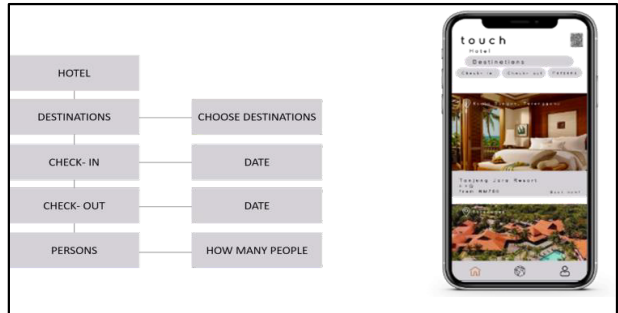 HOTEL
DESTINATIONS
CHOOSE DESTINATIONS
CHECK- IN
DATE
CHECK- OUT
DATE
PERSONS
HOW MANY PEOPLE
touch
Hotel
Destinations
Check- in
Check- out
Persons
Tanjong Jara Resort